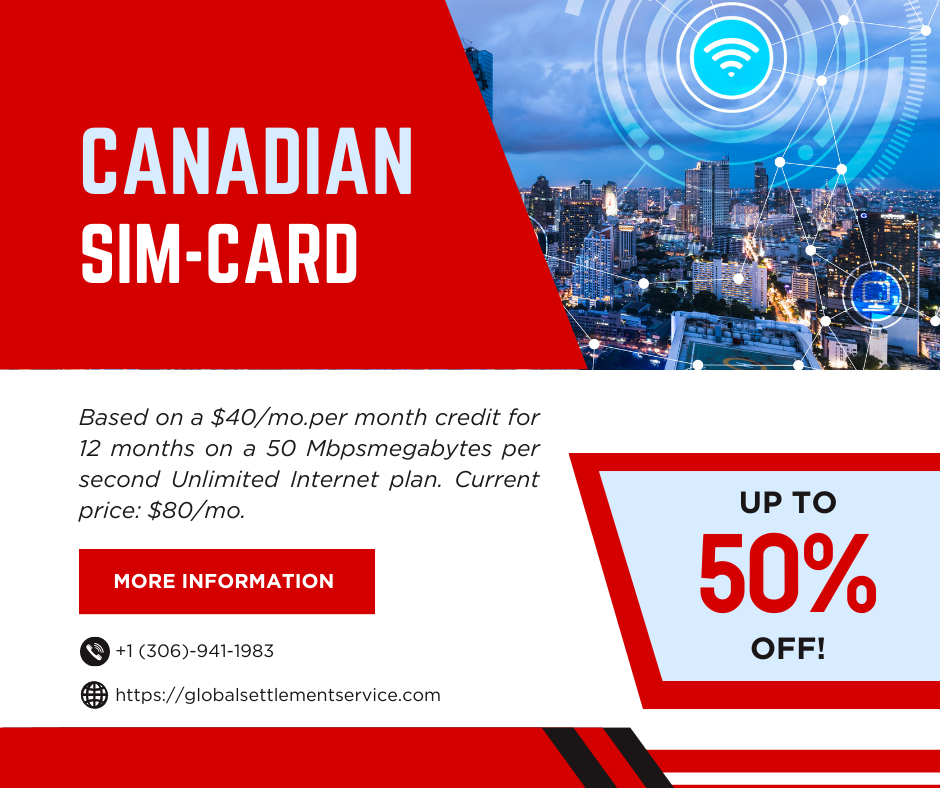 CANADIAN
SIM-CARD
Based on a $40/mo.per month credit for
12 months on a 50 Mbpsmegabytes per
second Unlimited Internet plan. Current
price: $80/mo.
MORE INFORMATION
+1 (306)-941-1983
https://globalsettlementservice.com
UP TO
50%
OFF!